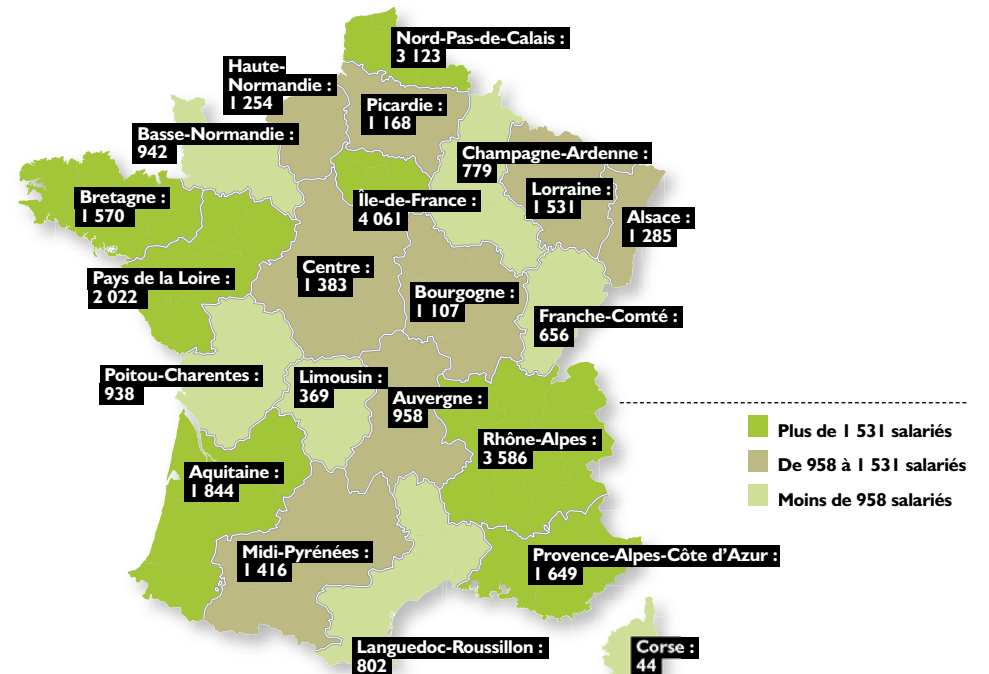 Nord-Pas-de-Calais :
3 123
Haute-
Normandie :
1 254
Picardie :
1 168
Basse-Normandie :
942
Champagne-Ardenne :
779
Lorraine :
1 531
Bretagne :
1 570
Île-de-France :
4 061
Alsace :
1 285
Centre :
1 383
Pays de la Loire :
2 022
Bourgogne :
1 107
Franche-Comté :
656
Poitou-Charentes :
938
Limousin :
369
Auvergne :
958
Rhône-Alpes :
3 586
Plus de 1 531 salariés
De 958 à 1 531 salariés
Moins de 958 salariés
Aquitaine :
1 844
Midi-Pyrénées :
1 416
Provence-Alpes-Côte d'Azur :
1 649
Languedoc-Roussillon :
802
Corse :
44